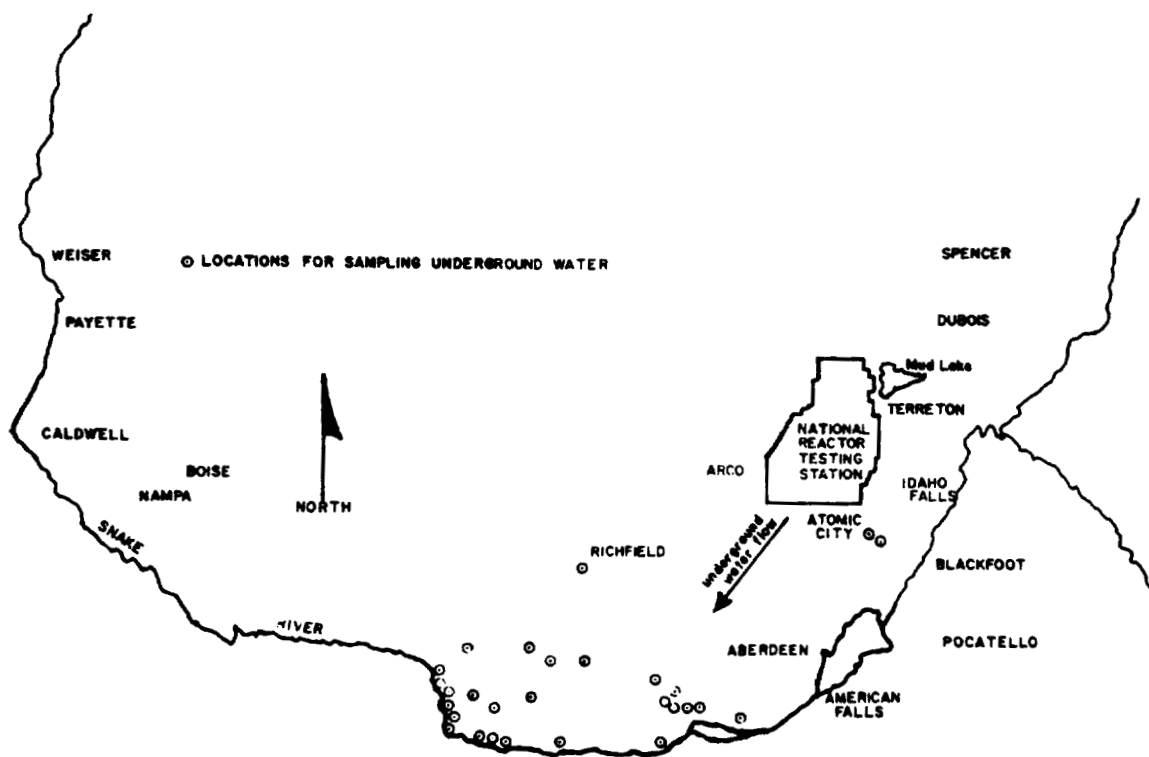 WEISER
⊙ LOCATIONS FOR SAMPLING UNDERGROUND WATER
SPENCER
PAYETTE
DUBOIS
Mud Lake
TERRETON
CALDWELL
NATIONAL
REACTOR
TESTING
STATION
BOISE
ARCO
NAMPA
IDAHO
FALLS
NORTH
ATOMIC
CITY
SNAKE
underground
water flow
RICHFIELD
BLACKFOOT
RIVER
ABERDEEN
POCATELLO
AMERICAN
FALLS